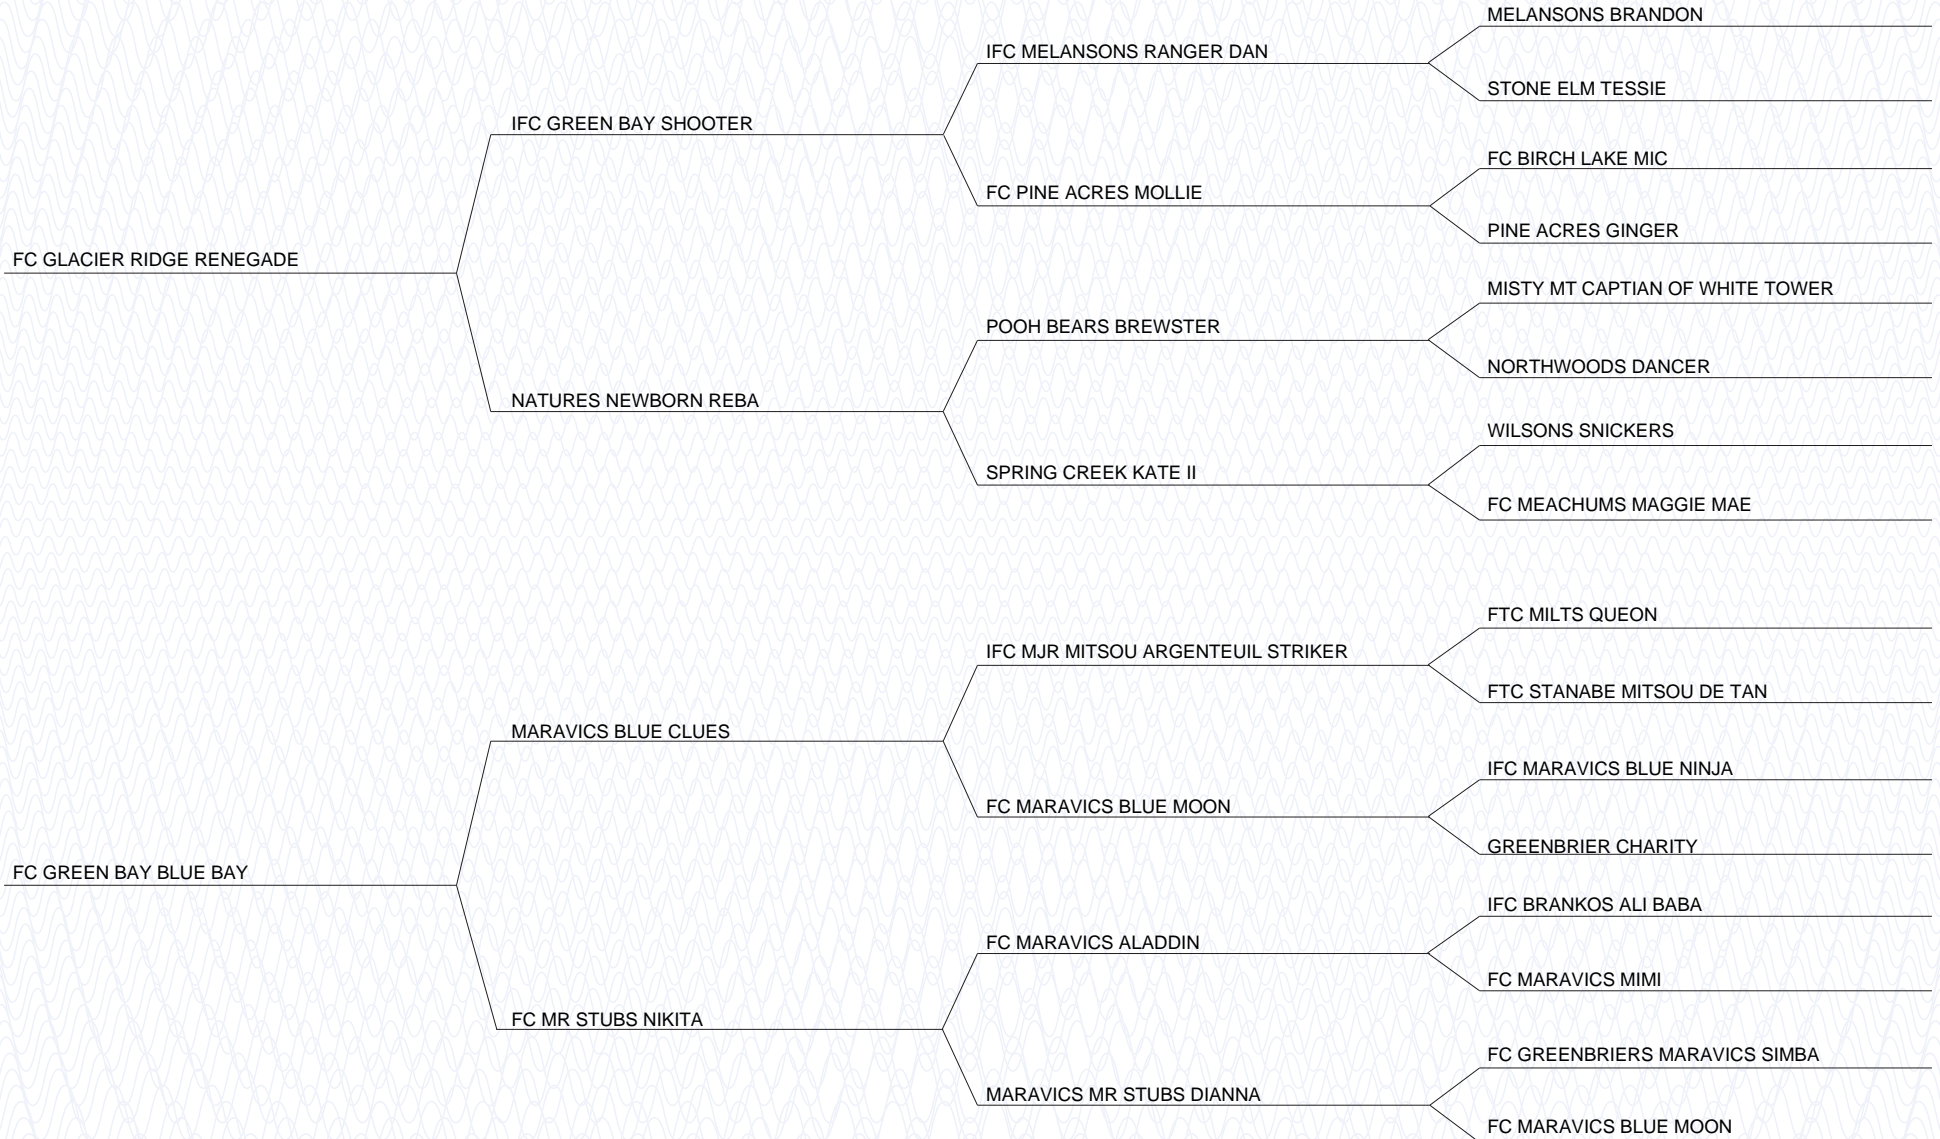 MELANSONS BRANDON
IFC MELANSONS RANGER DAN
STONE ELM TESSIE
IFC GREEN BAY SHOOTER
FC BIRCH LAKE MIC
FC PINE ACRES MOLLIE
PINE ACRES GINGER
FC GLACIER RIDGE RENEGADE
MISTY MT CAPTIAN OF WHITE TOWER
POOH BEARS BREWSTER
NORTHWOODS DANCER
NATURES NEWBORN REBA
WILSONS SNICKERS
SPRING CREEK KATE II
FC MEACHUMS MAGGIE MAE
FTC MILTS QUEON
IFC MJR MITSOU ARGENTEUIL STRIKER
FTC STANABE MITSOU DE TAN
MARAVICS BLUE CLUES
IFC MARAVICS BLUE NINJA
FC MARAVICS BLUE MOON
GREENBRIER CHARITY
FC GREEN BAY BLUE BAY
IFC BRANKOS ALI BABA
FC MARAVICS ALADDIN
FC MARAVICS MIMI
FC MR STUBS NIKITA
FC GREENBRIERS MARAVICS SIMBA
MARAVICS MR STUBS DIANNA
FC MARAVICS BLUE MOON